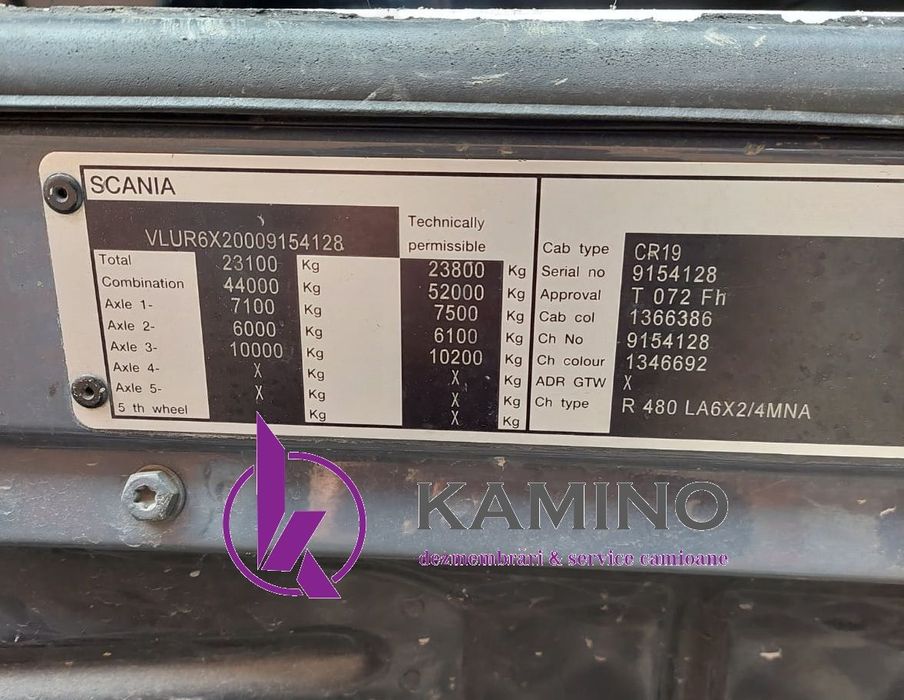 SCANIA
VLUR6X20009154128
Technically
permissible
Total 23100 Kg 23800 Kg
Combination 44000 Kg 52000 Kg
Axle 1- 7100 Kg 7500 Kg
Axle 2- 6000 Kg 6100 Kg
Axle 3- 10000 Kg 10200 Kg
Axle 4- X Kg X Kg
Axle 5- X Kg X Kg
5 th wheel Kg X Kg
Cab type CR19
Serial no 9154128
Approval T 072 Fh
Cab col 1366386
Ch No 9154128
Ch colour 1346692
ADR GTW X
Ch type R 480 LA6X2/4MNA
KAMINO
dezmembrări & service camioane